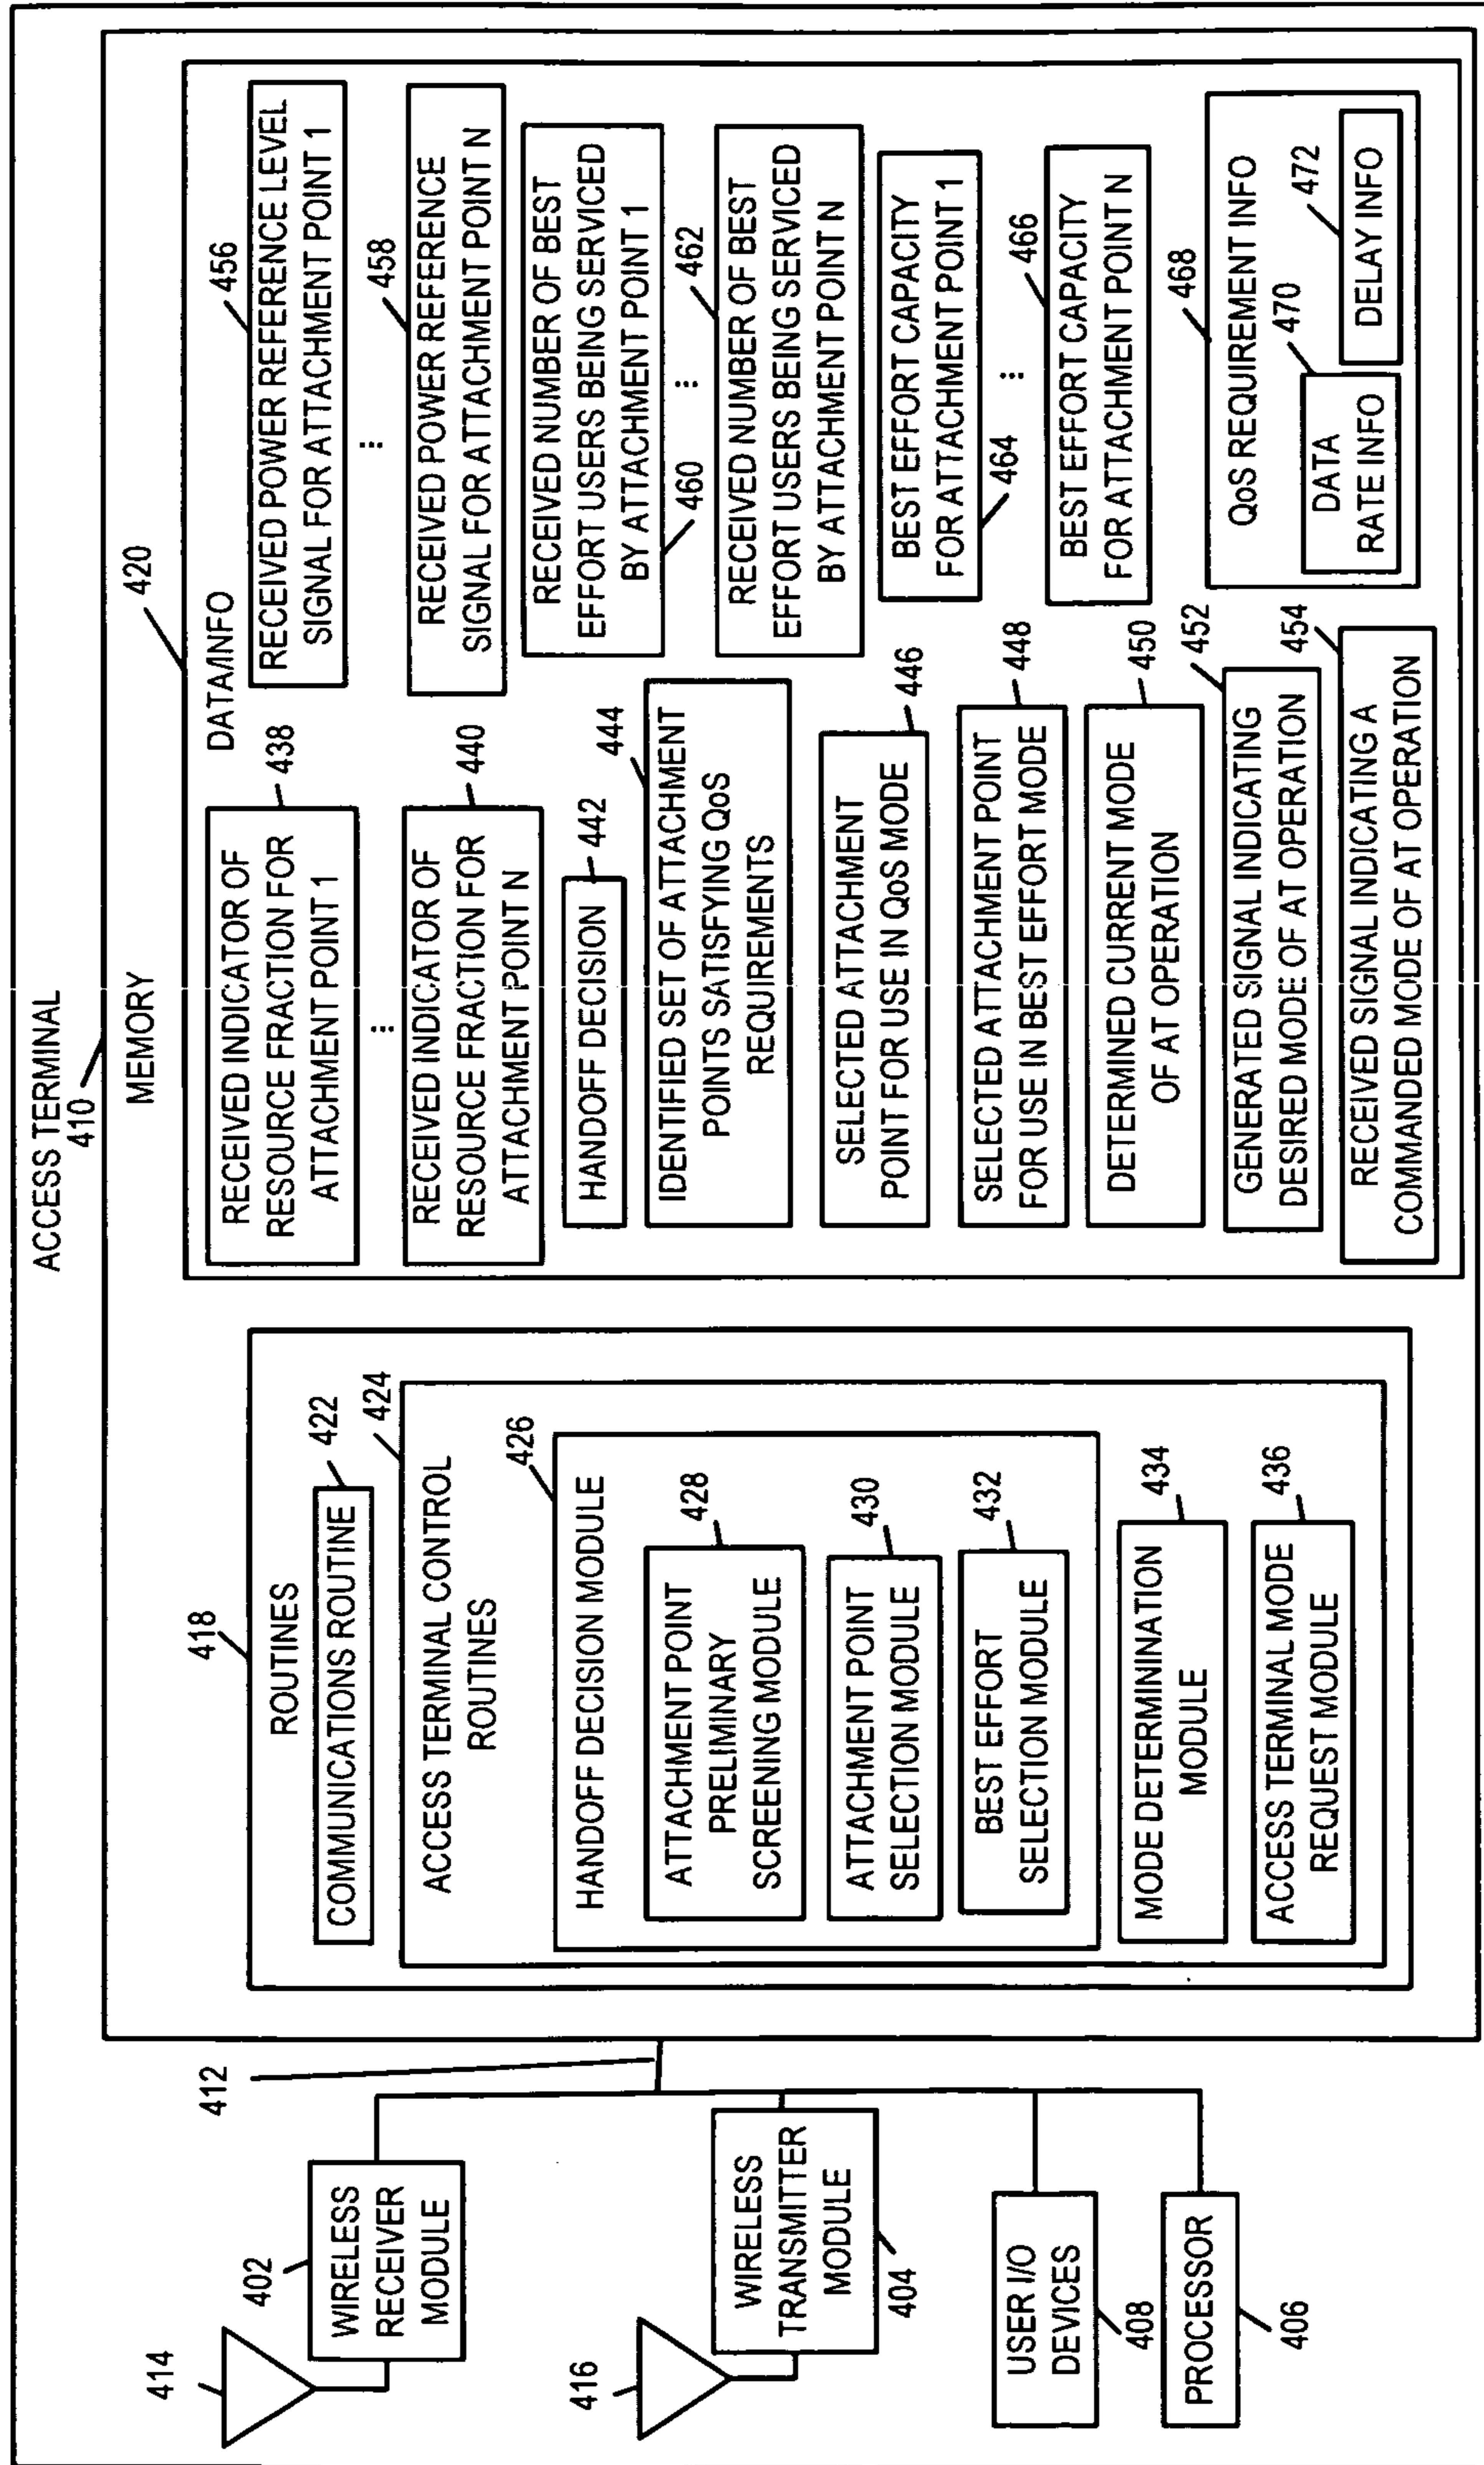 ACCESS TERMINAL
410
MEMORY
414
402
WIRELESS
RECEIVER
MODULE
412
416
WIRELESS
TRANSMITTER
MODULE
404
USER I/O
DEVICES
408
PROCESSOR
406
418
ROUTINES
422
COMMUNICATIONS ROUTINE
424
ACCESS TERMINAL CONTROL
ROUTINES
426
HANDOFF DECISION MODULE
428
ATTACHMENT POINT
PRELIMINARY
SCREENING MODULE
430
ATTACHMENT POINT
SELECTION MODULE
432
BEST EFFORT
SELECTION MODULE
434
MODE DETERMININATION
MODULE
436
ACCESS TERMINAL MODE
REQUEST MODULE
420
DATA/INFO
438
RECEIVED INDICATOR OF
RESOURCE FRACTION FOR
ATTACHMENT POINT 1
...
440
RECEIVED INDICATOR OF
RESOURCE FRACTION FOR
ATTACHMENT POINT N
442
HANDOFF DECISION
444
IDENTIFIED SET OF ATTACHMENT
POINTS SATISFYING QoS
REQUIREMENTS
446
SELECTED ATTACHMENT
POINT FOR USE IN QoS MODE
448
SELECTED ATTACHMENT POINT
FOR USE IN BEST EFFORT MODE
450
DETERMINED CURRENT MODE
OF AT OPERATION
452
GENERATED SIGNAL INDICATING
DESIRED MODE OF AT OPERATION
454
RECEIVED SIGNAL INDICATING A
COMMANDED MODE OF AT OPERATION
456
RECEIVED POWER REFERENCE LEVEL
SIGNAL FOR ATTACHMENT POINT 1
...
458
RECEIVED POWER REFERENCE
SIGNAL FOR ATTACHMENT POINT N
RECEIVED NUMBER OF BEST
EFFORT USERS BEING SERVICED
BY ATTACHMENT POINT 1
460
...
462
RECEIVED NUMBER OF BEST
EFFORT USERS BEING SERVICED
BY ATTACHMENT POINT N
BEST EFFORT CAPACITY
FOR ATTACHMENT POINT 1
464
...
466
BEST EFFORT CAPACITY
FOR ATTACHMENT POINT N
468
QoS REQUIREMENT INFO
470
DATA
RATE INFO
472
DELAY INFO